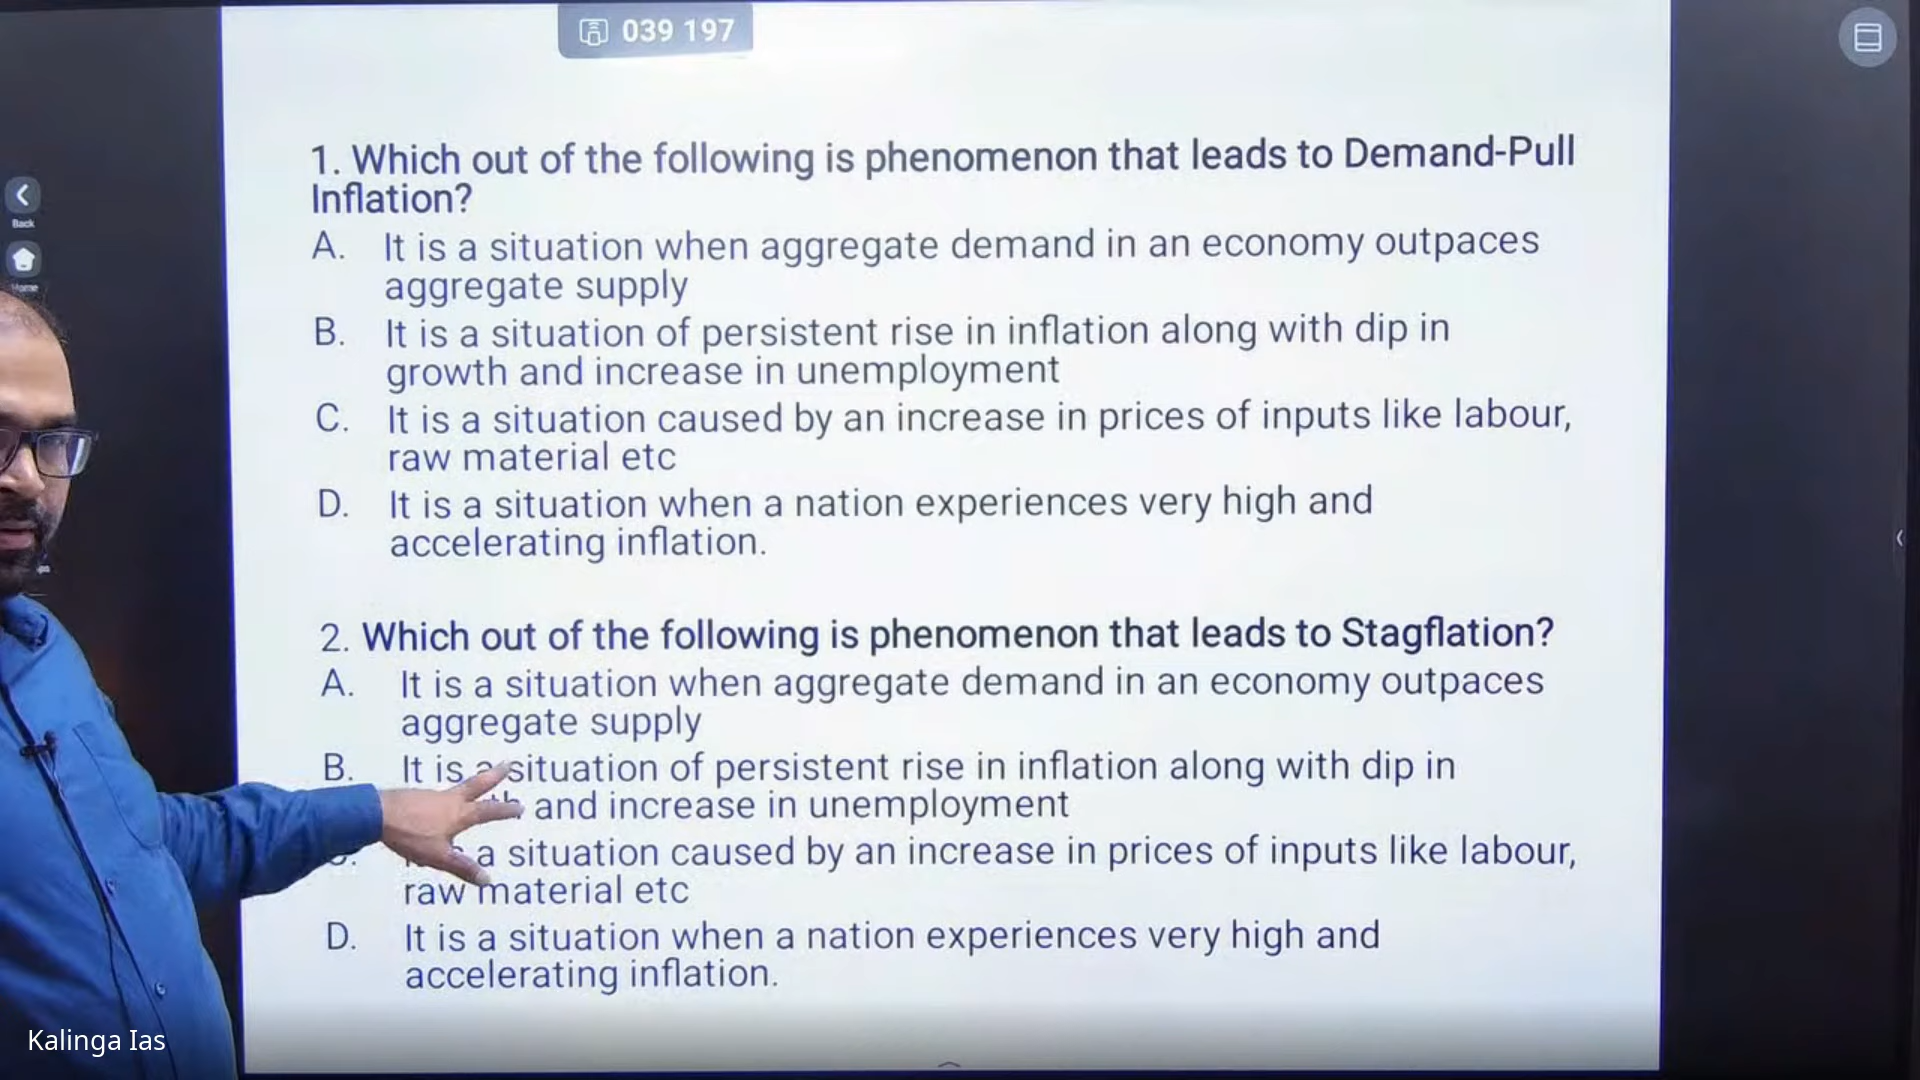 039 197
1. Which out of the following is phenomenon that leads to Demand-Pull
Inflation?
A. It is a situation when aggregate demand in an economy outpaces
aggregate supply
B. It is a situation of persistent rise in inflation along with dip in
growth and increase in unemployment
C. It is a situation caused by an increase in prices of inputs like labour,
raw material etc
D. It is a situation when a nation experiences very high and
accelerating inflation.
2. Which out of the following is phenomenon that leads to Stagflation?
A. It is a situation when aggregate demand in an economy outpaces
aggregate supply
B. It is a situation of persistent rise in inflation along with dip in
and increase in unemployment
a situation caused by an increase in prices of inputs like labour,
raw material etc
D. It is a situation when a nation experiences very high and
accelerating inflation.
Back
Home
Kalinga Ias